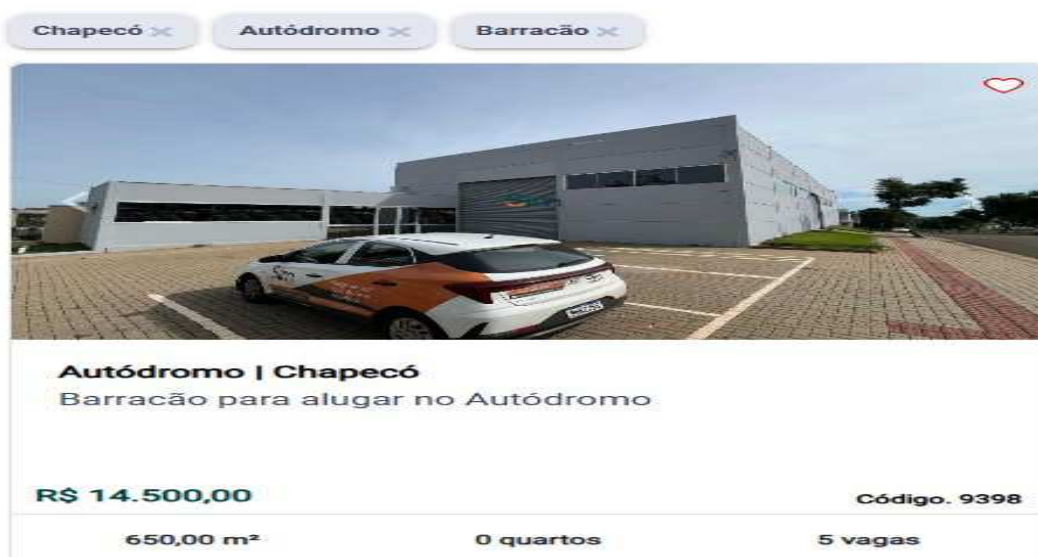 Chapecó × Autódromo × Barracão ×
Autódromo | Chapecó
Barracão para alugar no Autódromo
R$ 14.500,00 Código. 9398
650,00 m² 0 quartos 5 vagas